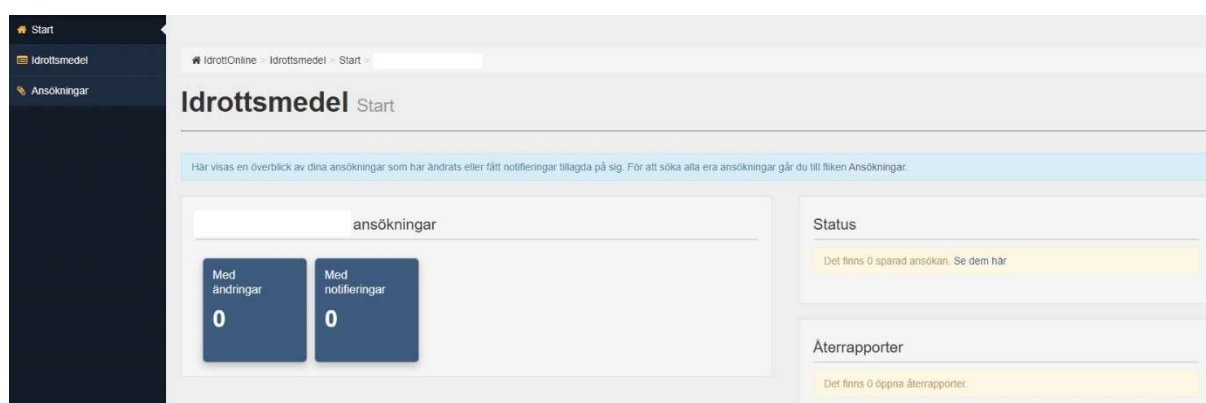 Start
Idrottsmedel
Ansökningar
IdrottOnline > Idrottsmedel > Start >
Idrottsmedel Start
Här visas en överblick av dina ansökningar som har ändrats eller fått notifieringar tillagda på sig. För att söka alla era ansökningar går du till fliken Ansökningar.
ansökningar
Med
ändringar
0
Med
notifieringar
0
Status
Det finns 0 sparad ansökan. Se dem här
Återrapporter
Det finns 0 öppna återrapporter.